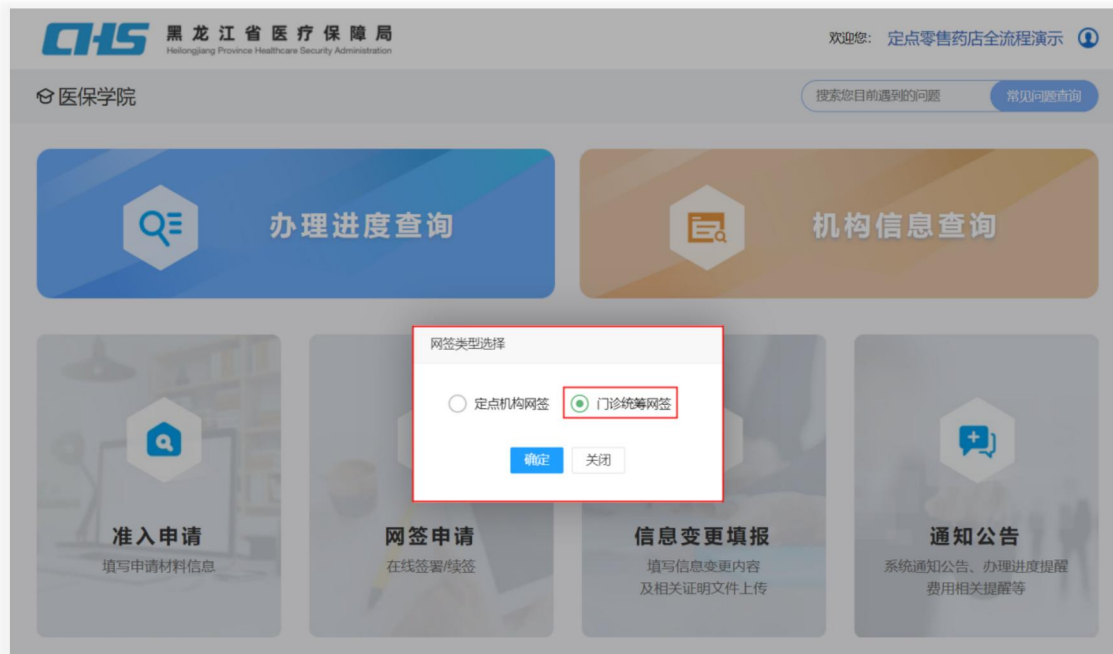 CHS
黑龙江省医疗保障局
Heilongjiang Province Healthcare Security Administration
欢迎您: 定点零售药店全流程演示
医保学院
搜索您目前遇到的问题
常见问题查询
办理进度查询
机构信息查询
网签类型选择
定点机构网签
门诊统筹网签
确定
关闭
准入申请
填写申请材料信息
网签申请
在线签署/续签
信息变更填报
填写信息变更内容
及相关证明文件上传
通知公告
系统通知公告、办理进度提醒
费用相关提醒等